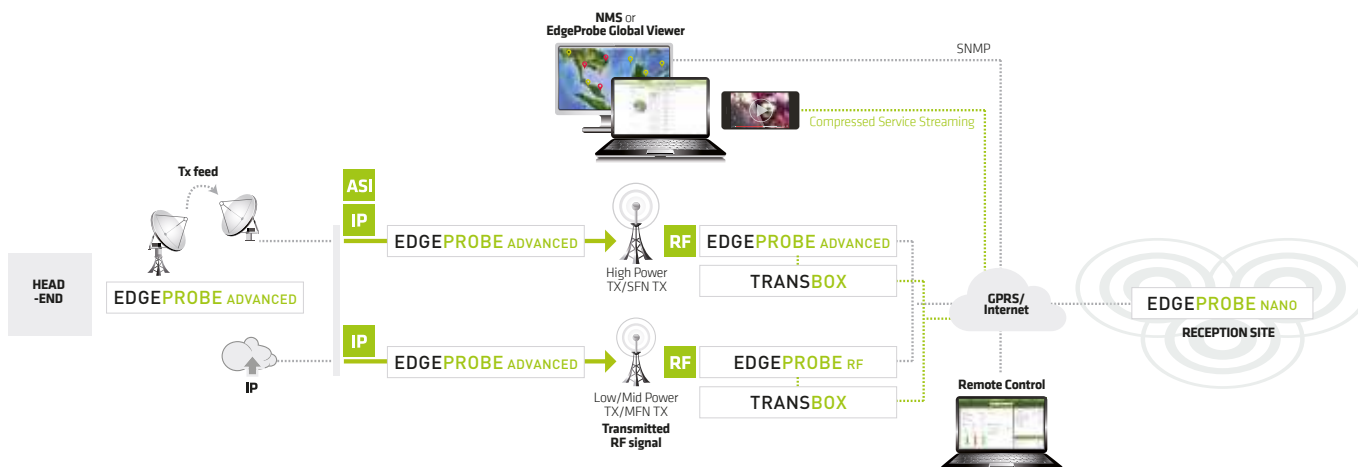 NMS or
EdgeProbe Global Viewer
SNMP
Compressed Service Streaming
Tx feed
ASI
IP
EDGEPROBE ADVANCED
RF
EDGEPROBE ADVANCED
High Power
TX/SFN TX
TRANSBOX
HEAD
-END
EDGEPROBE ADVANCED
GPRS/
Internet
EDGEPROBE NANO
RECEPTION SITE
IP
IP
EDGEPROBE ADVANCED
RF
EDGEPROBE RF
Low/Mid Power
TX/MFN TX
TRANSBOX
Transmitted
RF signal
Remote Control